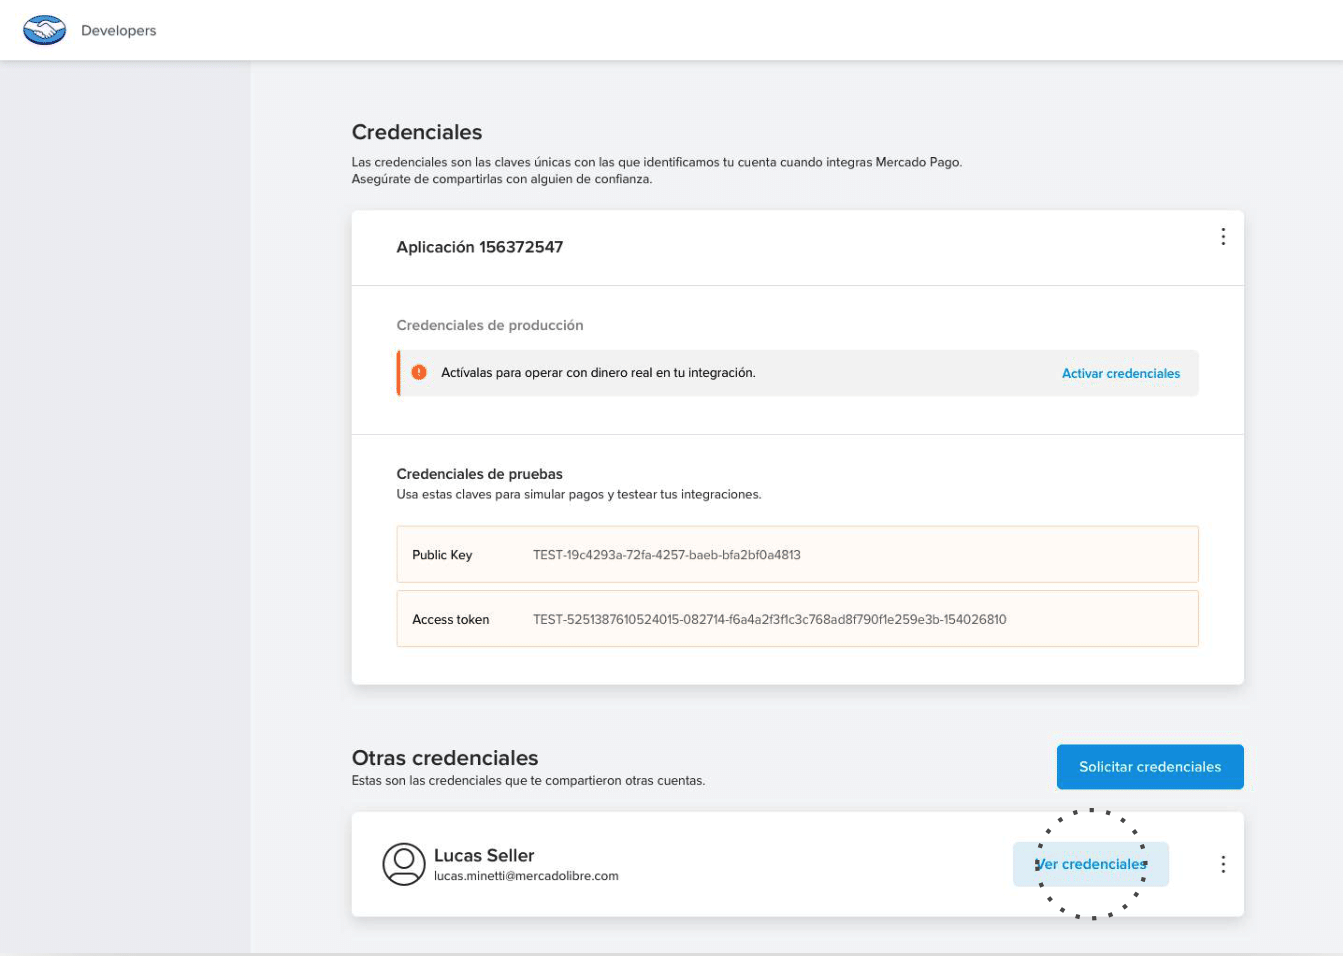 Developers
Credenciales
Las credenciales son las claves únicas con las que identificamos tu cuenta cuando integras Mercado Pago.
Asegúrate de compartirlas con alguien de confianza.
Aplicación 156372547
Credenciales de producción
Actívalas para operar con dinero real en tu integración.
Activar credenciales
Credenciales de pruebas
Usa estas claves para simular pagos y testear tus integraciones.
Public Key TEST-19c4293a-72fa-4257-baeb-bfa2bf0a4813
Access token TEST-5251387610524015-082714-f6a4a2f3f1c3c768ad8f790f1e259e3b-154026810
Otras credenciales
Estas son las credenciales que te compartieron otras cuentas.
Solicitar credenciales
Lucas Seller
lucas.minetti@mercadolibre.com
Ver credenciales